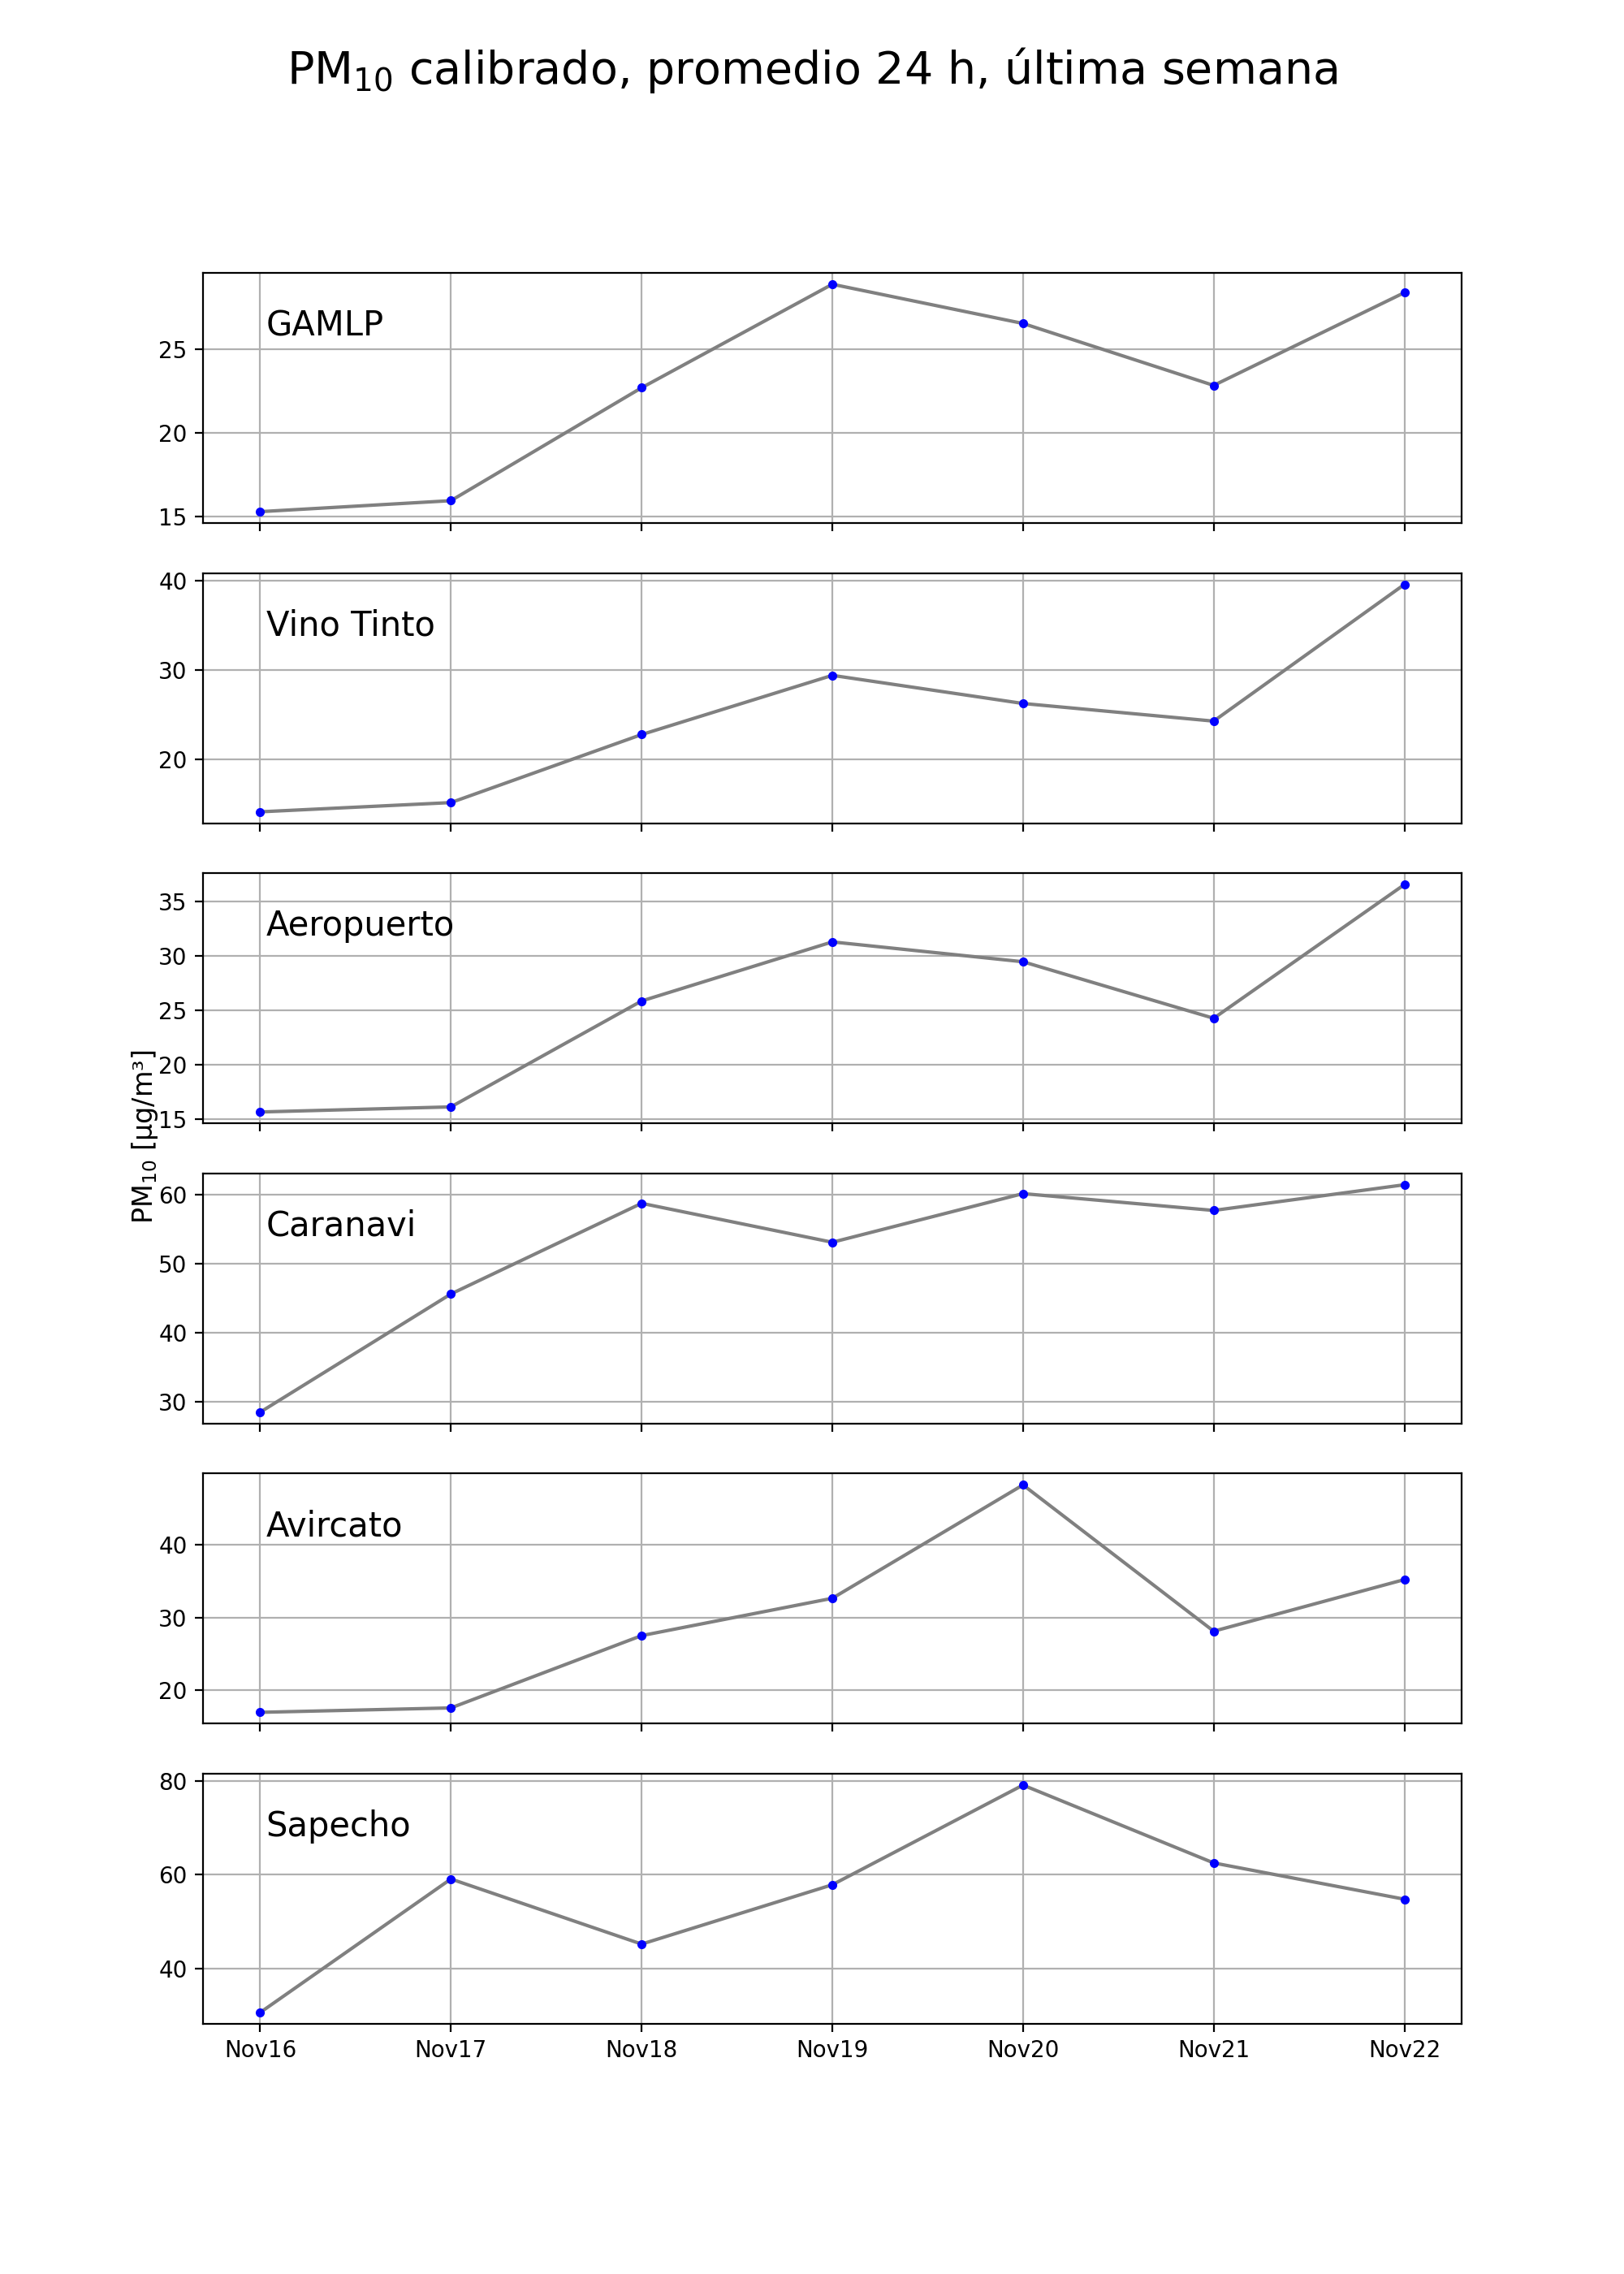 PM₁₀ calibrado, promedio 24 h, última semana
GAMLP
25
20
15
Vino Tinto
40
30
20
Aeropuerto
35
30
25
20
15
PM₁₀ [µg/m³]
Caranavi
60
50
40
30
Avircato
40
30
20
Sapecho
80
60
40
Nov16 Nov17 Nov18 Nov19 Nov20 Nov21 Nov22